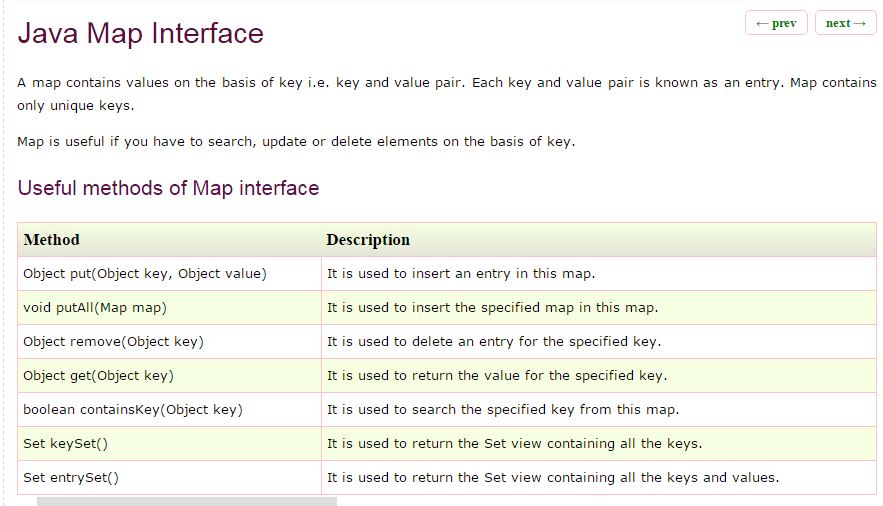 Java Map Interface
← prev
next →
A map contains values on the basis of key i.e. key and value pair. Each key and value pair is known as an entry. Map contains
only unique keys.
Map is useful if you have to search, update or delete elements on the basis of key.
Useful methods of Map interface
Method Description
Object put(Object key, Object value) It is used to insert an entry in this map.
void putAll(Map map) It is used to insert the specified map in this map.
Object remove(Object key) It is used to delete an entry for the specified key.
Object get(Object key) It is used to return the value for the specified key.
boolean containsKey(Object key) It is used to search the specified key from this map.
Set keySet() It is used to return the Set view containing all the keys.
Set entrySet() It is used to return the Set view containing all the keys and values.